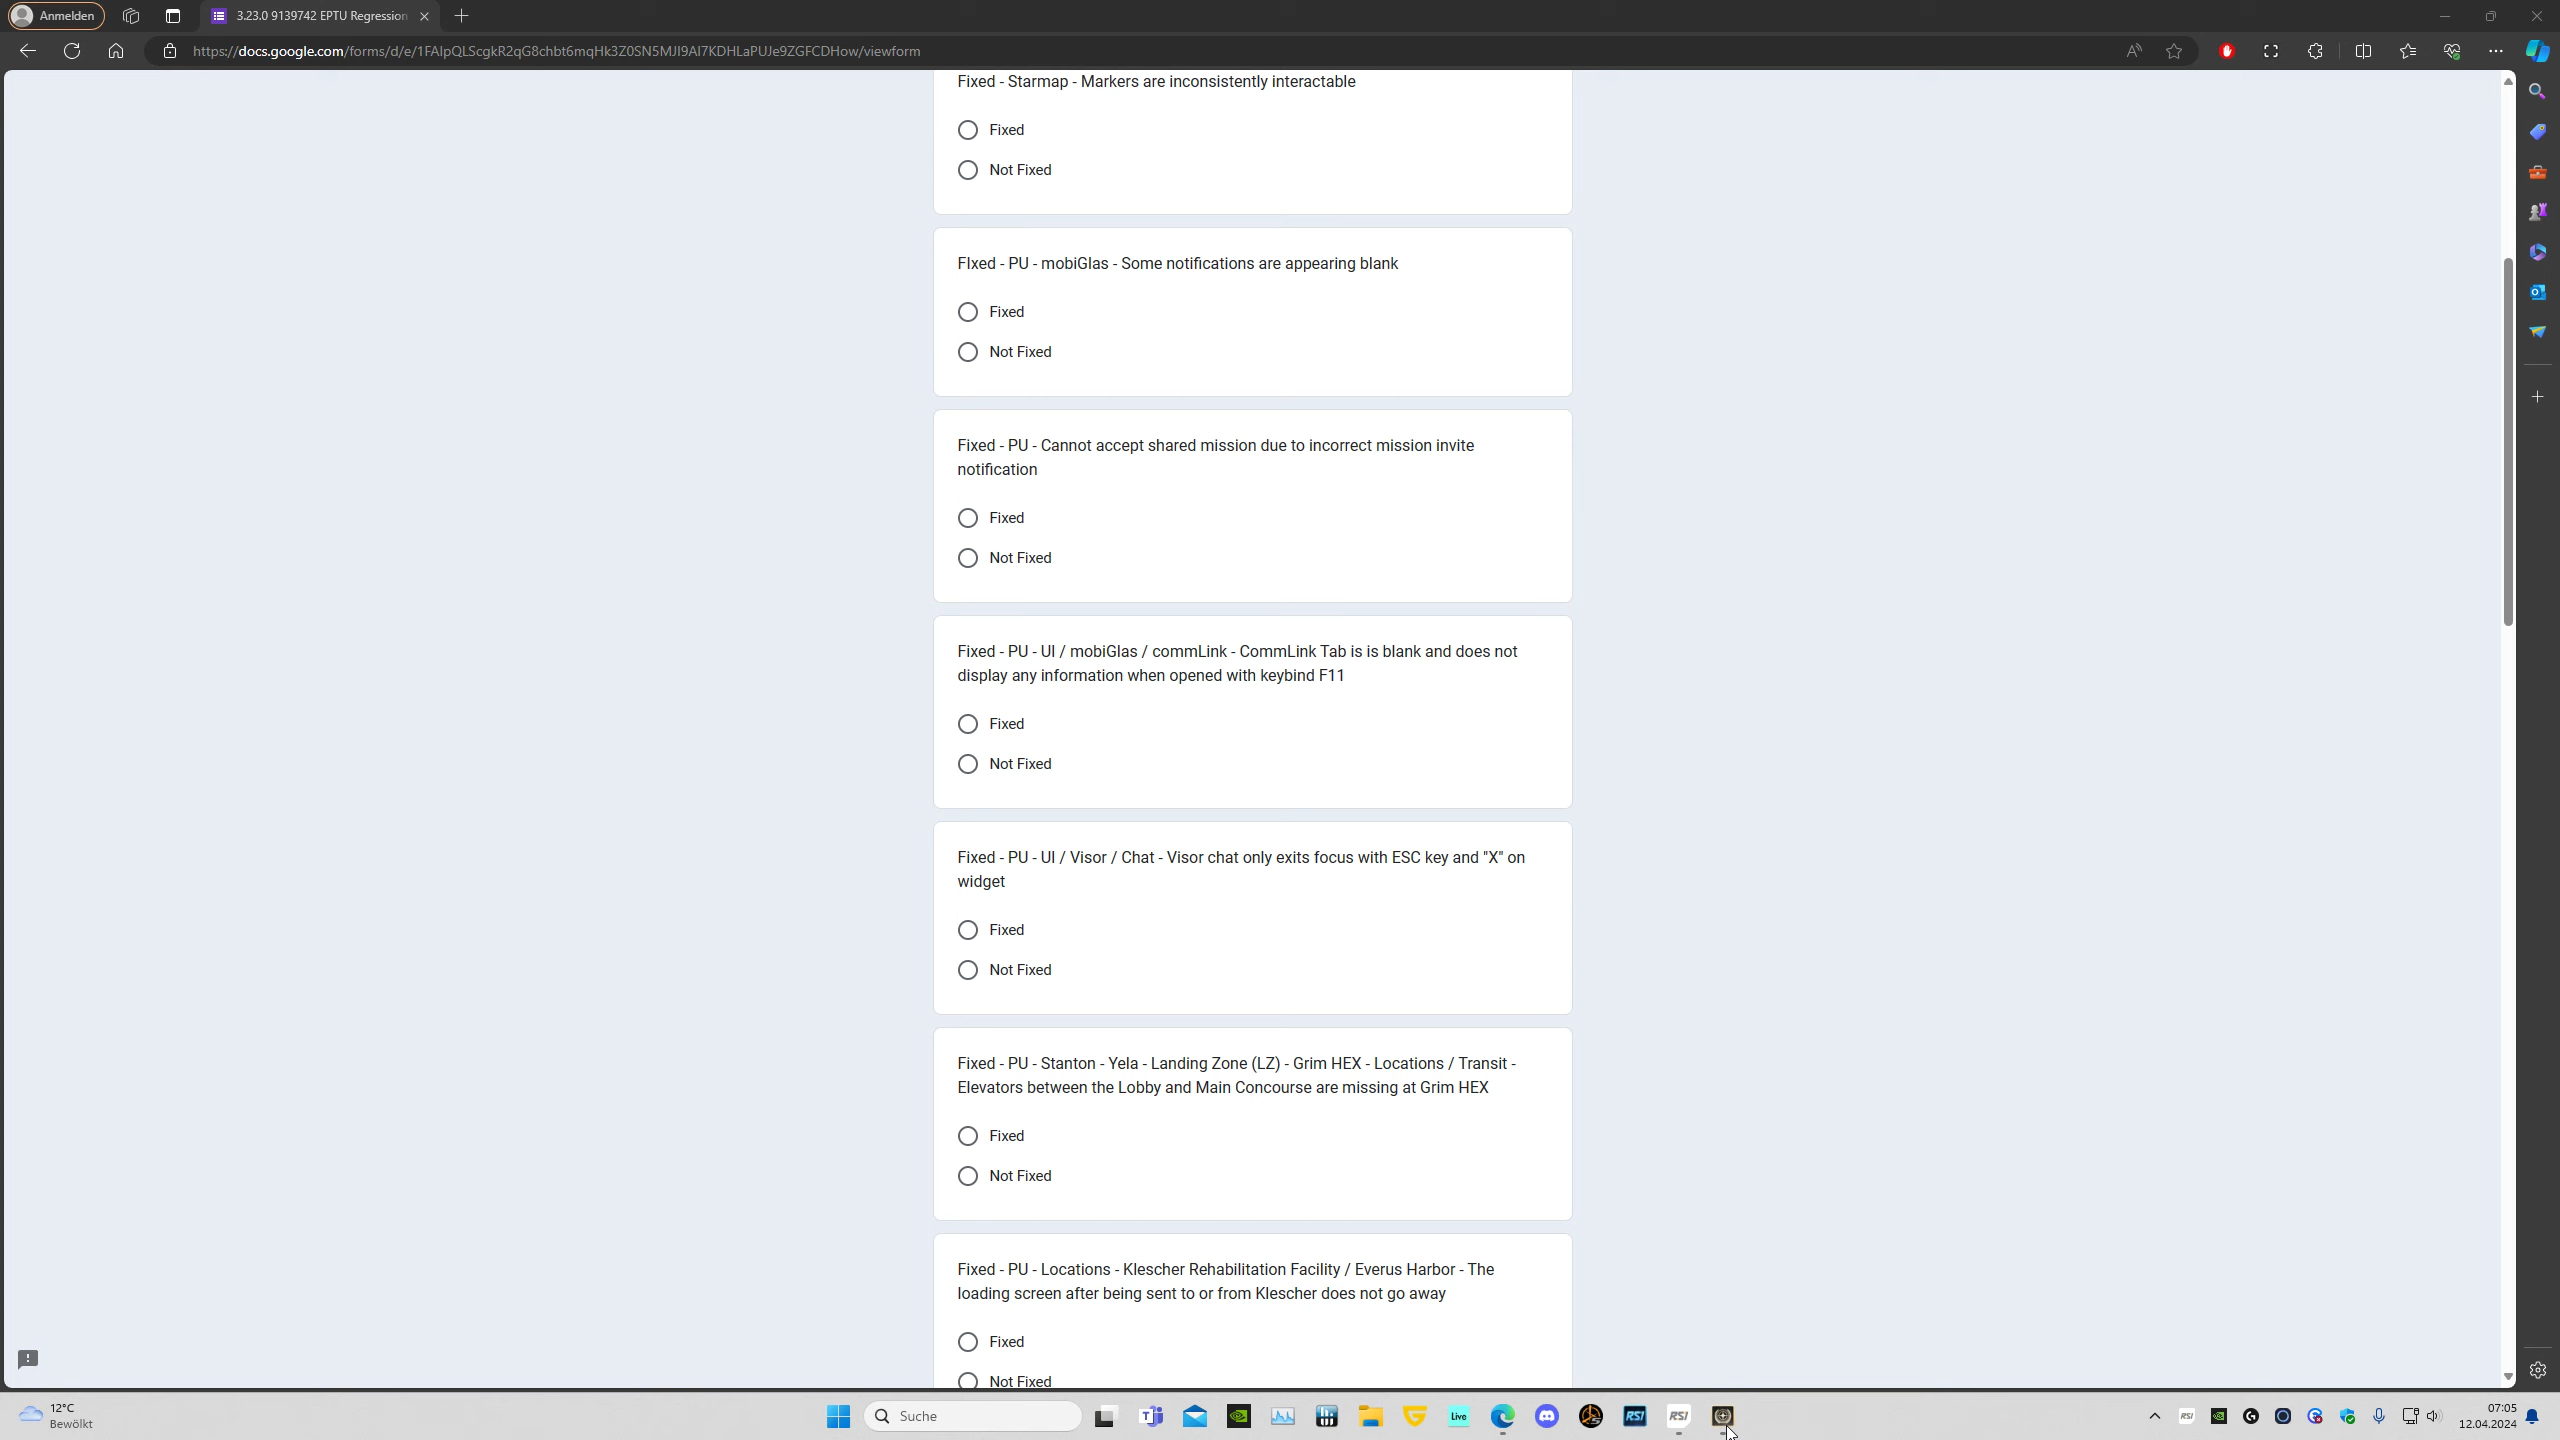 Anmelden
3.23.0 9139742 EPTU Regression
https://docs.google.com/forms/d/e/1FAIpQLScgkR2qG8chbt6mqHk3Z0SN5MJI9AI7KDHLaPUJe9ZGFCDHow/viewform
Fixed - Starmap - Markers are inconsistently interactable
Fixed
Not Fixed
FIxed - PU - mobiGlas - Some notifications are appearing blank
Fixed
Not Fixed
Fixed - PU - Cannot accept shared mission due to incorrect mission invite
notification
Fixed
Not Fixed
Fixed - PU - UI / mobiGlas / commLink - CommLink Tab is is blank and does not
display any information when opened with keybind F11
Fixed
Not Fixed
Fixed - PU - UI / Visor / Chat - Visor chat only exits focus with ESC key and "X" on
widget
Fixed
Not Fixed
Fixed - PU - Stanton - Yela - Landing Zone (LZ) - Grim HEX - Locations / Transit -
Elevators between the Lobby and Main Concourse are missing at Grim HEX
Fixed
Not Fixed
Fixed - PU - Locations - Klescher Rehabilitation Facility / Everus Harbor - The
loading screen after being sent to or from Klescher does not go away
Fixed
Not Fixed
12°C
Bewölkt
Suche
Live
RSI
RSI
RSI
07:05
12.04.2024